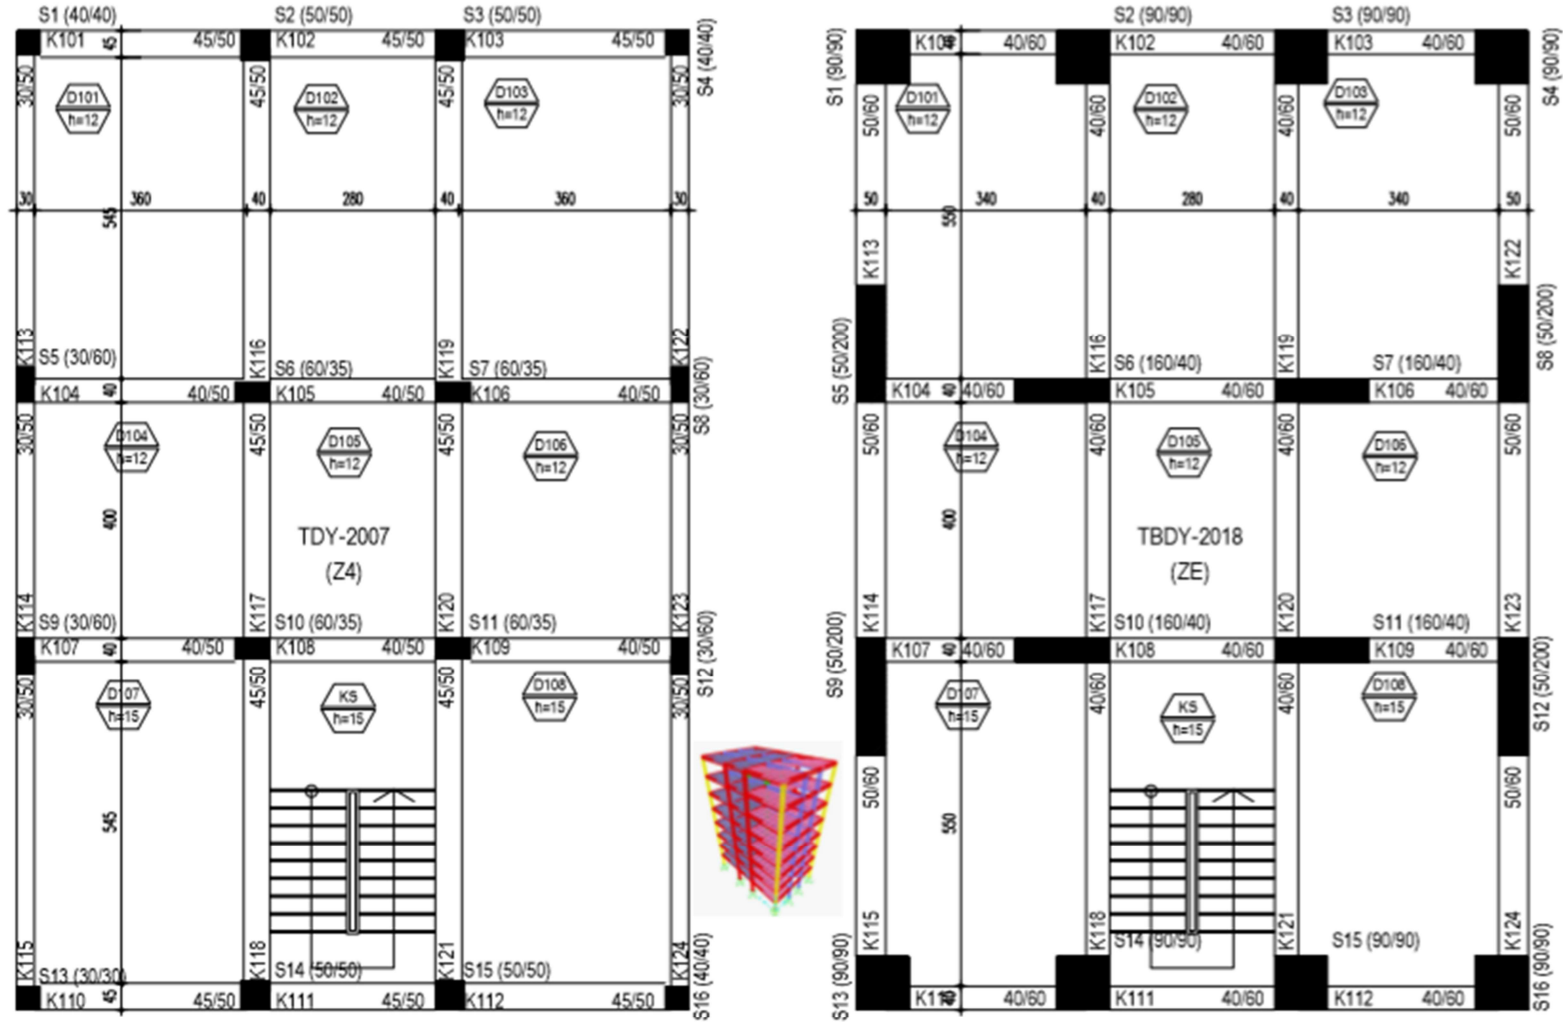 S1 (40/40)
S2 (50/50)
S3 (50/50)
K101
45
45/50
K102
45/50
K103
45/50
S4 (40/40)
30/50
45/50
45/50
30/50
D101
h=12
D102
h=12
D103
h=12
30
360
40
280
40
360
30
545
K113
K116
K119
K122
S5 (30/60)
S6 (60/35)
S7 (60/35)
S8 (30/60)
K104
40
40/50
K105
40/50
K106
40/50
30/50
45/50
45/50
30/50
D104
h=12
D105
h=12
D106
h=12
400
TDY-2007
(Z4)
K114
K117
K120
K123
S9 (30/60)
S10 (60/35)
S11 (60/35)
S12 (30/60)
K107
40
40/50
K108
40/50
K109
40/50
30/50
45/50
45/50
30/50
D107
h=15
KS
h=15
D108
h=15
545
K115
K118
K121
K124
S13 (30/30)
S14 (50/50)
S15 (50/50)
S16 (40/40)
K110
45
45/50
K111
45/50
K112
45/50
S2 (90/90)
S3 (90/90)
S1 (90/90)
40/60
K102
40/60
K103
40/60
S4 (90/90)
50/60
40/60
40/60
50/60
D101
h=12
D102
h=12
D103
h=12
50
340
40
280
40
340
50
550
K113
K116
K119
K122
S5 (50/200)
S6 (160/40)
S7 (160/40)
S8 (50/200)
K104
40
40/60
K105
40/60
K106
40/60
50/60
40/60
40/60
50/60
D104
h=12
D105
h=12
D106
h=12
400
TBDY-2018
(ZE)
K114
K117
K120
K123
S9 (50/200)
S10 (160/40)
S11 (160/40)
S12 (50/200)
K107
40
40/60
K108
40/60
K109
40/60
40/60
40/60
D107
h=15
KS
h=15
D108
h=15
50/60
50/60
550
K115
K118
K121
K124
S13 (90/90)
S14 (90/90)
S15 (90/90)
S16 (90/90)
40/60
K111
40/60
K112
40/60